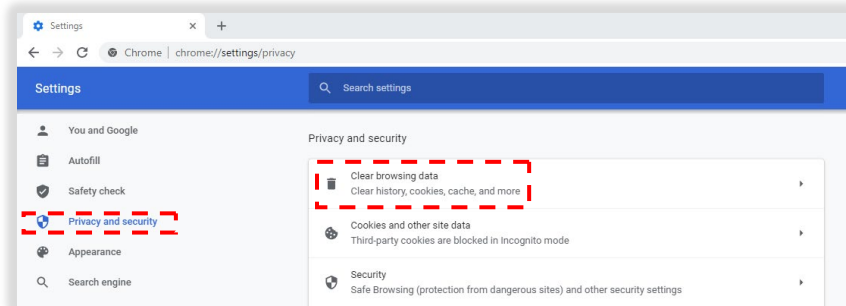 Settings
Chrome | chrome://settings/privacy
Settings
Search settings
You and Google
Autofill
Safety check
Privacy and security
Appearance
Search engine
Privacy and security
Clear browsing data
Clear history, cookies, cache, and more
Cookies and other site data
Third-party cookies are blocked in Incognito mode
Security
Safe Browsing (protection from dangerous sites) and other security settings